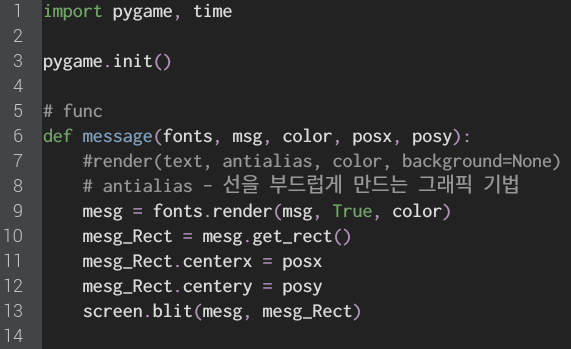 1 import pygame, time
2
3 pygame.init()
4
5 # func
6 def message(fonts, msg, color, posx, posy):
7     #render(text, antialias, color, background=None)
8     # antialias - 선을 부드럽게 만드는 그래픽 기법
9     mesg = fonts.render(msg, True, color)
10     mesg_Rect = mesg.get_rect()
11     mesg_Rect.centerx = posx
12     mesg_Rect.centery = posy
13     screen.blit(mesg, mesg_Rect)
14